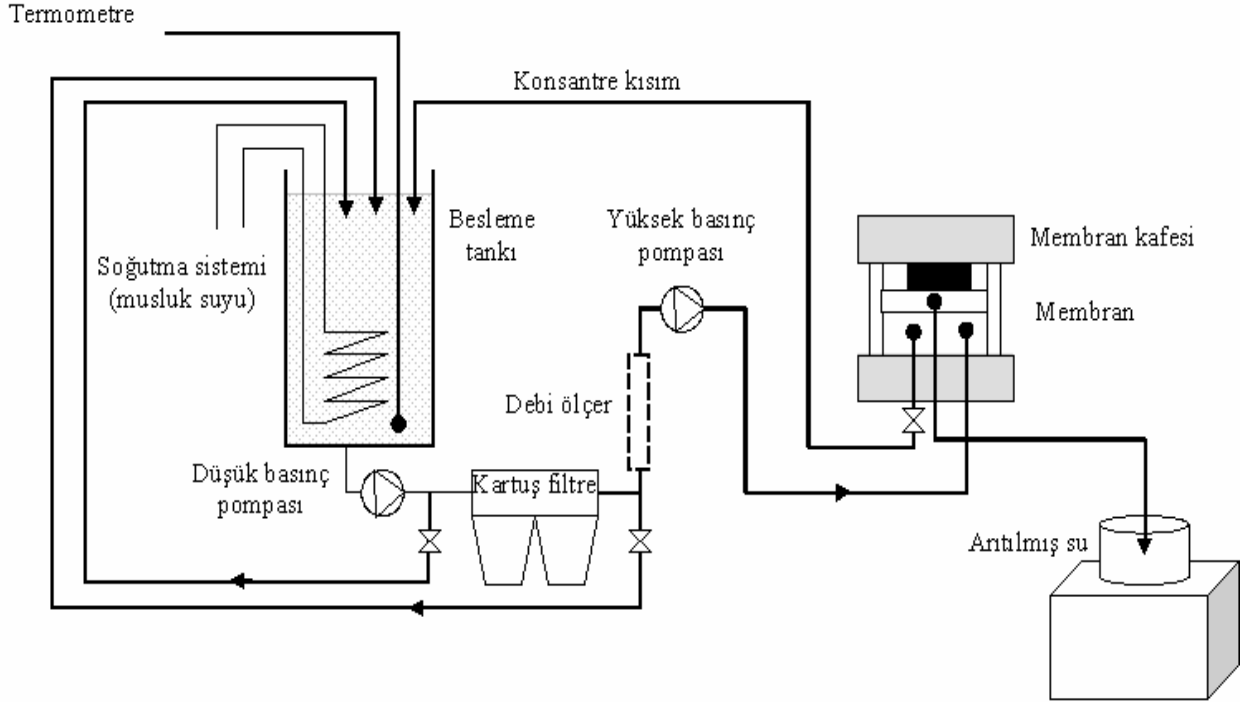 Termometre
Konsantre kısım
Besleme
tankı
Yüksek basınç
pompası
Membran kafesi
Soğutma sistemi
(musluk suyu)
Membran
Debi ölçer
Düşük basınç
pompası
Kartuş filtre
Arıtılmış su